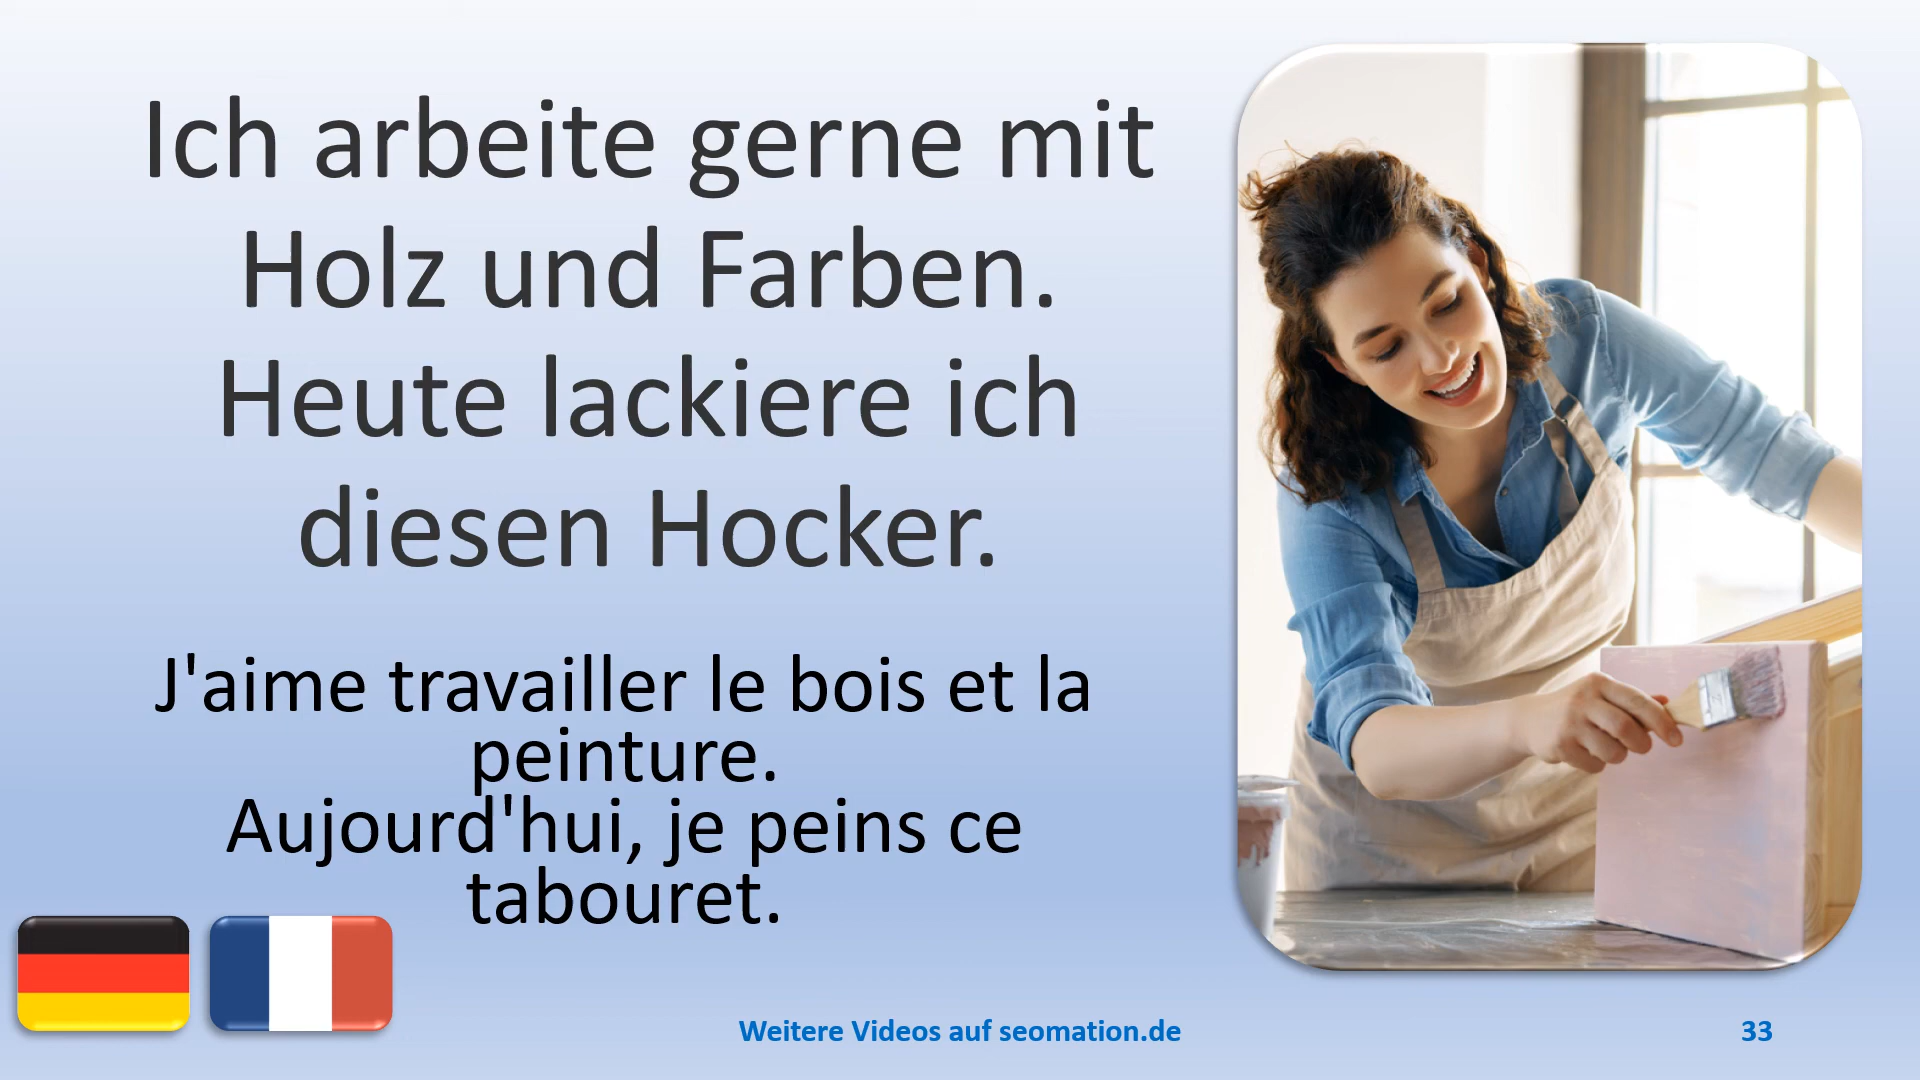 Ich arbeite gerne mit
Holz und Farben.
Heute lackiere ich
diesen Hocker.
J'aime travailler le bois et la
peinture.
Aujourd'hui, je peins ce
tabouret.
Weitere Videos auf seomation.de
33